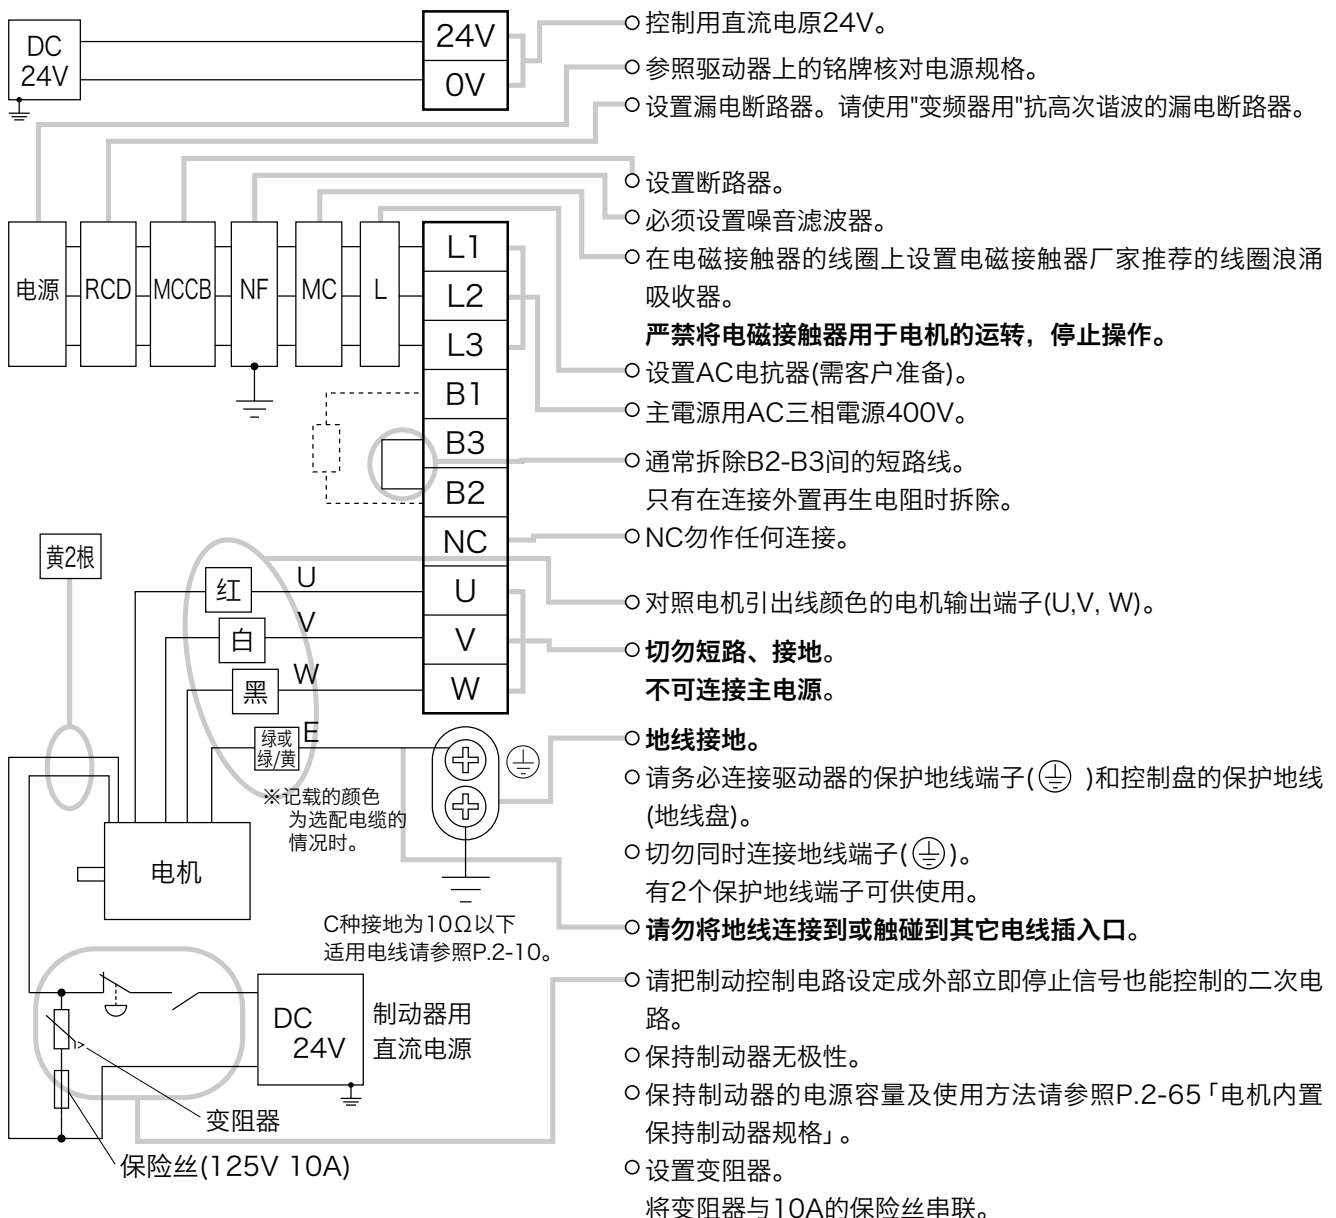 DC
24V
24V
0V
控制用直流电原24V。
参照驱动器上的铭牌核对电源规格。
设置漏电断路器。请使用"变频器用"抗高次谐波的漏电断路器。
设置断路器。
必须设置噪音滤波器。
在电磁接触器的线圈上设置电磁接触器厂家推荐的线圈浪涌
吸收器。
严禁将电磁接触器用于电机的运转，停止操作。
设置AC电抗器(需客户准备)。
主電源用AC三相電源400V。
通常拆除B2-B3间的短路线。
只有在连接外置再生电阻时拆除。
NC勿作任何连接。
对照电机引出线颜色的电机输出端子(U,V, W)。
切勿短路、接地。
不可连接主电源。
地线接地。
请务必连接驱动器的保护地线端子( )和控制盘的保护地线
(地线盘)。
切勿同时连接地线端子( )。
有2个保护地线端子可供使用。
请勿将地线连接到或触碰到其它电线插入口。
请把制动控制电路设定成外部立即停止信号也能控制的二次电
路。
保持制动器无极性。
保持制动器的电源容量及使用方法请参照P.2-65「电机内置
保持制动器规格」。
设置变阻器。
将变阻器与10A的保险丝串联。
电源
RCD
MCCB
NF
MC
L
L1
L2
L3
B1
B3
B2
NC
U
V
W
黄2根
红
U
白
V
黑
W
绿或
绿/黄
E
※记载的颜色
为选配电缆的
情况时。
电机
C种接地为10Ω以下
适用电线请参照P.2-10。
DC
24V
制动器用
直流电源
变阻器
保险丝(125V 10A)